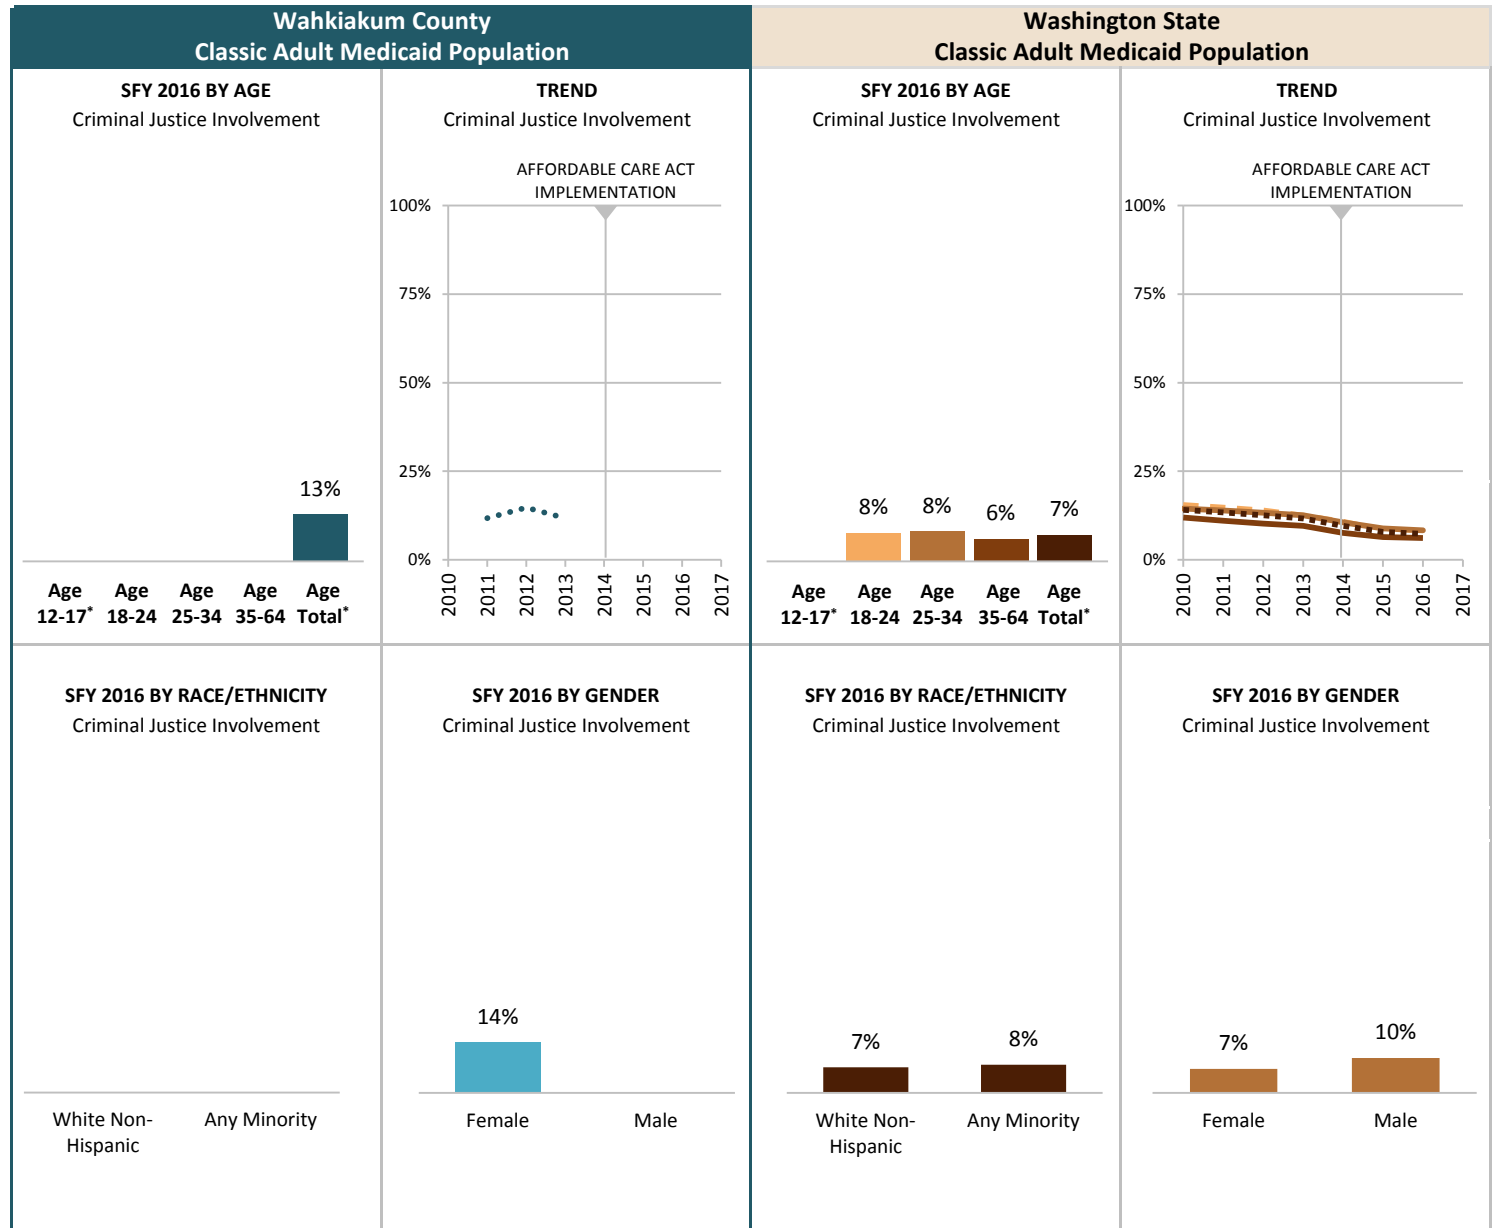 Wahkiakum County
Classic Adult Medicaid Population
Washington State
Classic Adult Medicaid Population
SFY 2016 BY AGE
Criminal Justice Involvement
13%
Age Age Age Age Age
12-17* 18-24 25-34 35-64 Total*
TREND
Criminal Justice Involvement
AFFORDABLE CARE ACT
IMPLEMENTATION
100%
75%
50%
25%
0%
2010 2011 2012 2013 2014 2015 2016 2017
SFY 2016 BY AGE
Criminal Justice Involvement
8% 8% 6% 7%
Age Age Age Age Age
12-17* 18-24 25-34 35-64 Total*
TREND
Criminal Justice Involvement
AFFORDABLE CARE ACT
IMPLEMENTATION
100%
75%
50%
25%
0%
2010 2011 2012 2013 2014 2015 2016 2017
SFY 2016 BY RACE/ETHNICITY
Criminal Justice Involvement
White Non-
Hispanic
Any Minority
SFY 2016 BY GENDER
Criminal Justice Involvement
14%
Female Male
SFY 2016 BY RACE/ETHNICITY
Criminal Justice Involvement
7% 8%
White Non-
Hispanic
Any Minority
SFY 2016 BY GENDER
Criminal Justice Involvement
7% 10%
Female Male